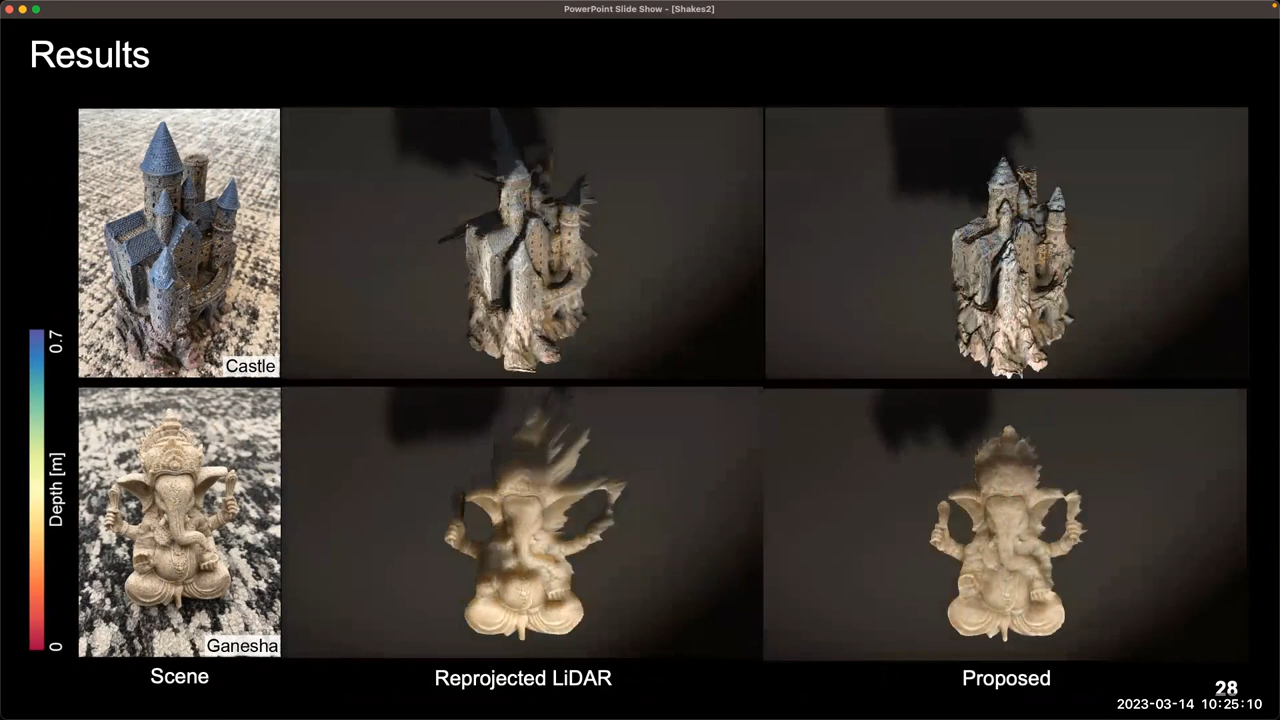 PowerPoint Slide Show - [Shakes2]
Results
Castle
0.7
Depth [m]
0
Ganesha
Scene
Reprojected LiDAR
Proposed
28
2023-03-14 10:25:10